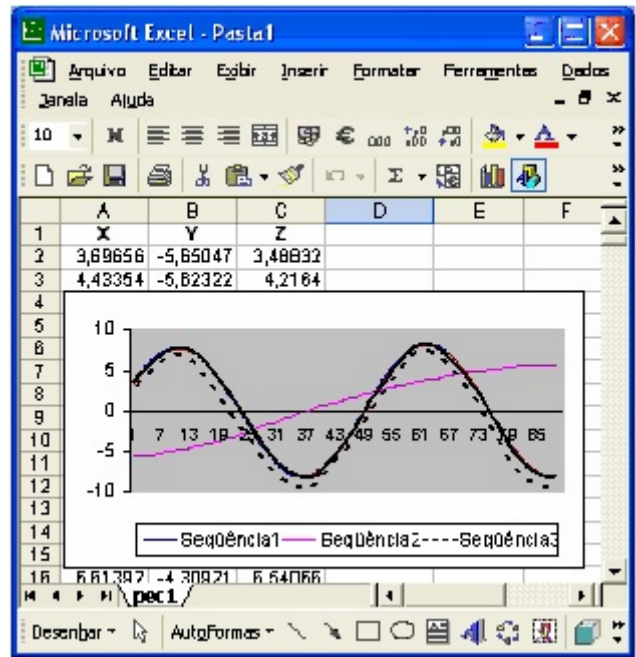 Microsoft Excel - Pasta1
Arquivo Editar Exibir Inserir Formatar Ferramentas Dados
Janela Ajuda
10 N € 000
Σ
A B C D E F
1 X Y Z
2 3,69656 -5,65047 3,48832
3 4,43354 -5,62322 4,2164
4
5
6
7
8
9
10
11
12
13
14
15
16 6,61397 -4,30921 6,54066
10
5
0
-5
-10
1 7 13 19 25 31 37 43 49 55 61 67 73 79 85
Seqüência1 Seqüência2 Seqüência3
pec1
Desenhar AutoFormas